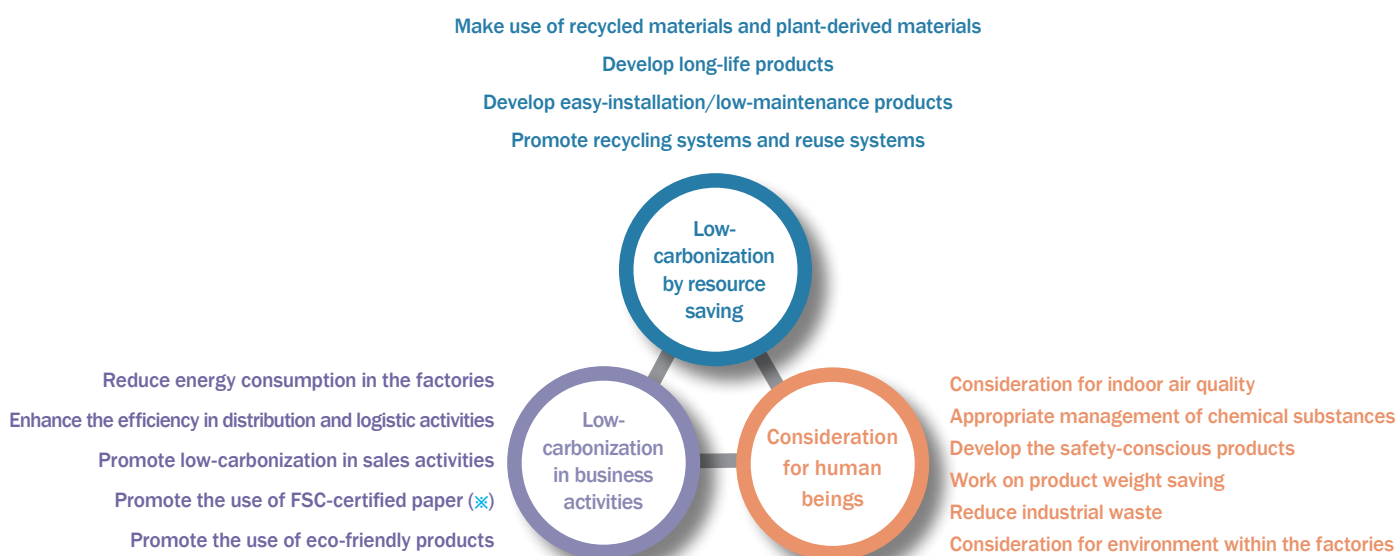 Make use of recycled materials and plant-derived materials
Develop long-life products
Develop easy-installation/low-maintenance products
Promote recycling systems and reuse systems
Low-
carbonization
by resource
saving
Reduce energy consumption in the factories
Enhance the efficiency in distribution and logistic activities
Promote low-carbonization in sales activities
Promote the use of FSC-certified paper (※)
Promote the use of eco-friendly products
Low-
carbonization
in business
activities
Consideration
for human
beings
Consideration for indoor air quality
Appropriate management of chemical substances
Develop the safety-conscious products
Work on product weight saving
Reduce industrial waste
Consideration for environment within the factories